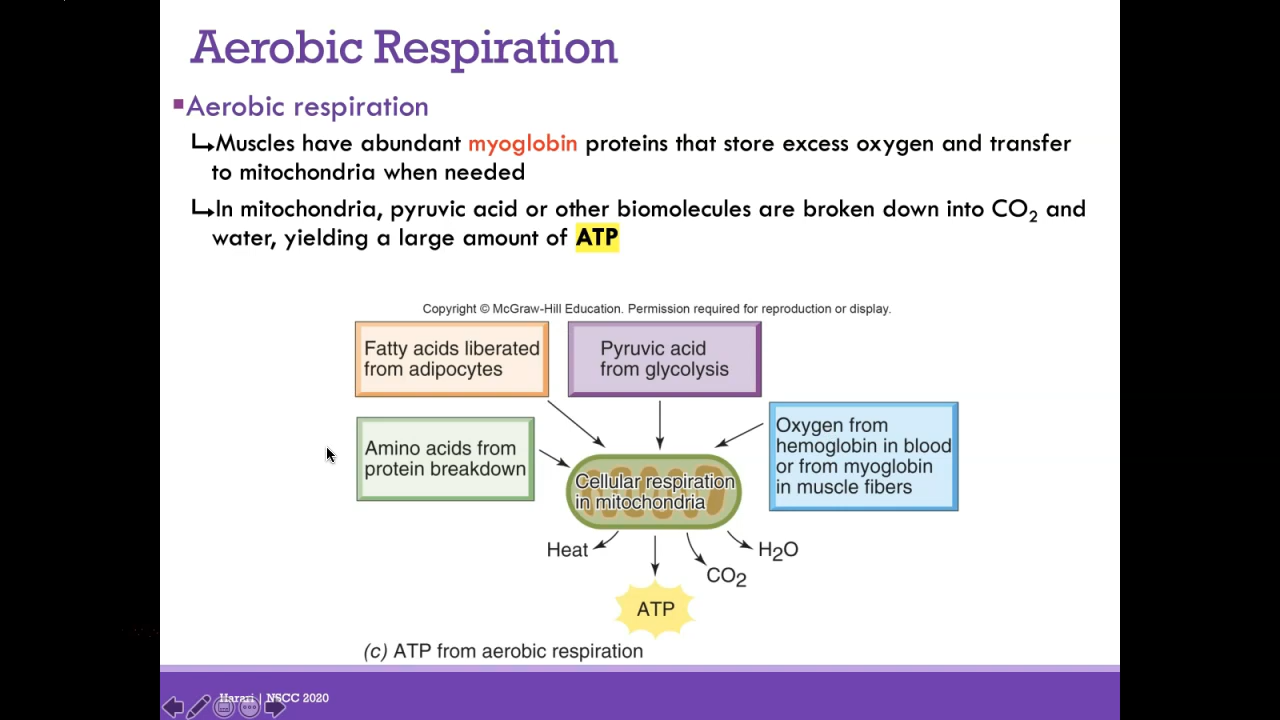 Aerobic Respiration
Aerobic respiration
Muscles have abundant myoglobin proteins that store excess oxygen and transfer
to mitochondria when needed
In mitochondria, pyruvic acid or other biomolecules are broken down into CO₂ and
water, yielding a large amount of ATP
Copyright © McGraw-Hill Education. Permission required for reproduction or display.
Fatty acids liberated
from adipocytes
Pyruvic acid
from glycolysis
Amino acids from
protein breakdown
Oxygen from
hemoglobin in blood
or from myoglobin
in muscle fibers
Cellular respiration
in mitochondria
Heat
H₂O
CO₂
ATP
(c) ATP from aerobic respiration
Harari | NSCC 2020